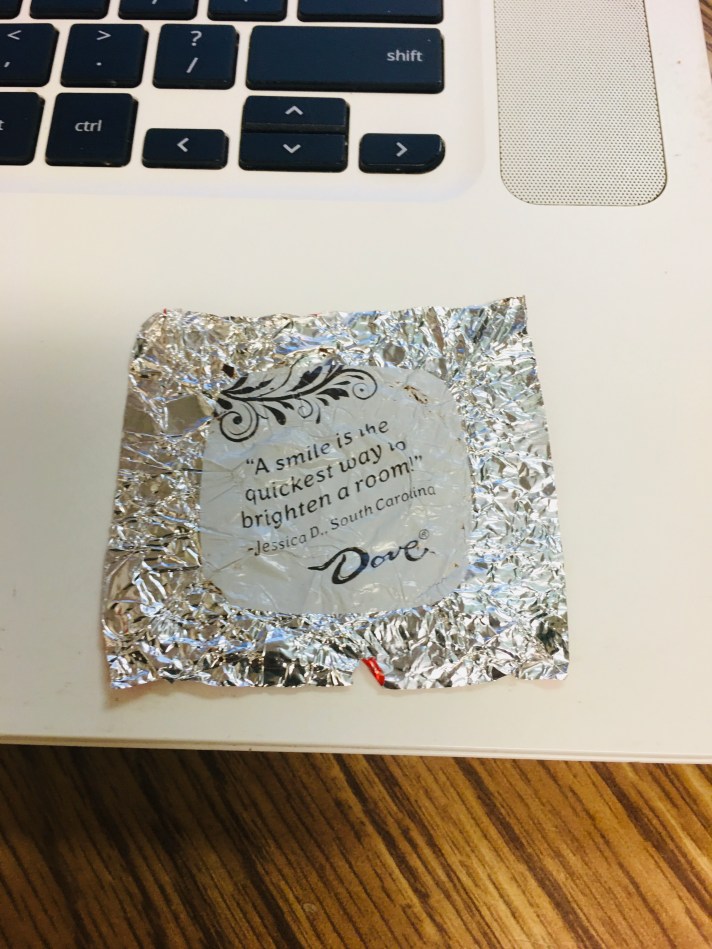 < > ?
, . /
shift
ctrl
"A smile is the
quickest way to
brighten a room!"
-Jessica D., South Carolina
Dove®